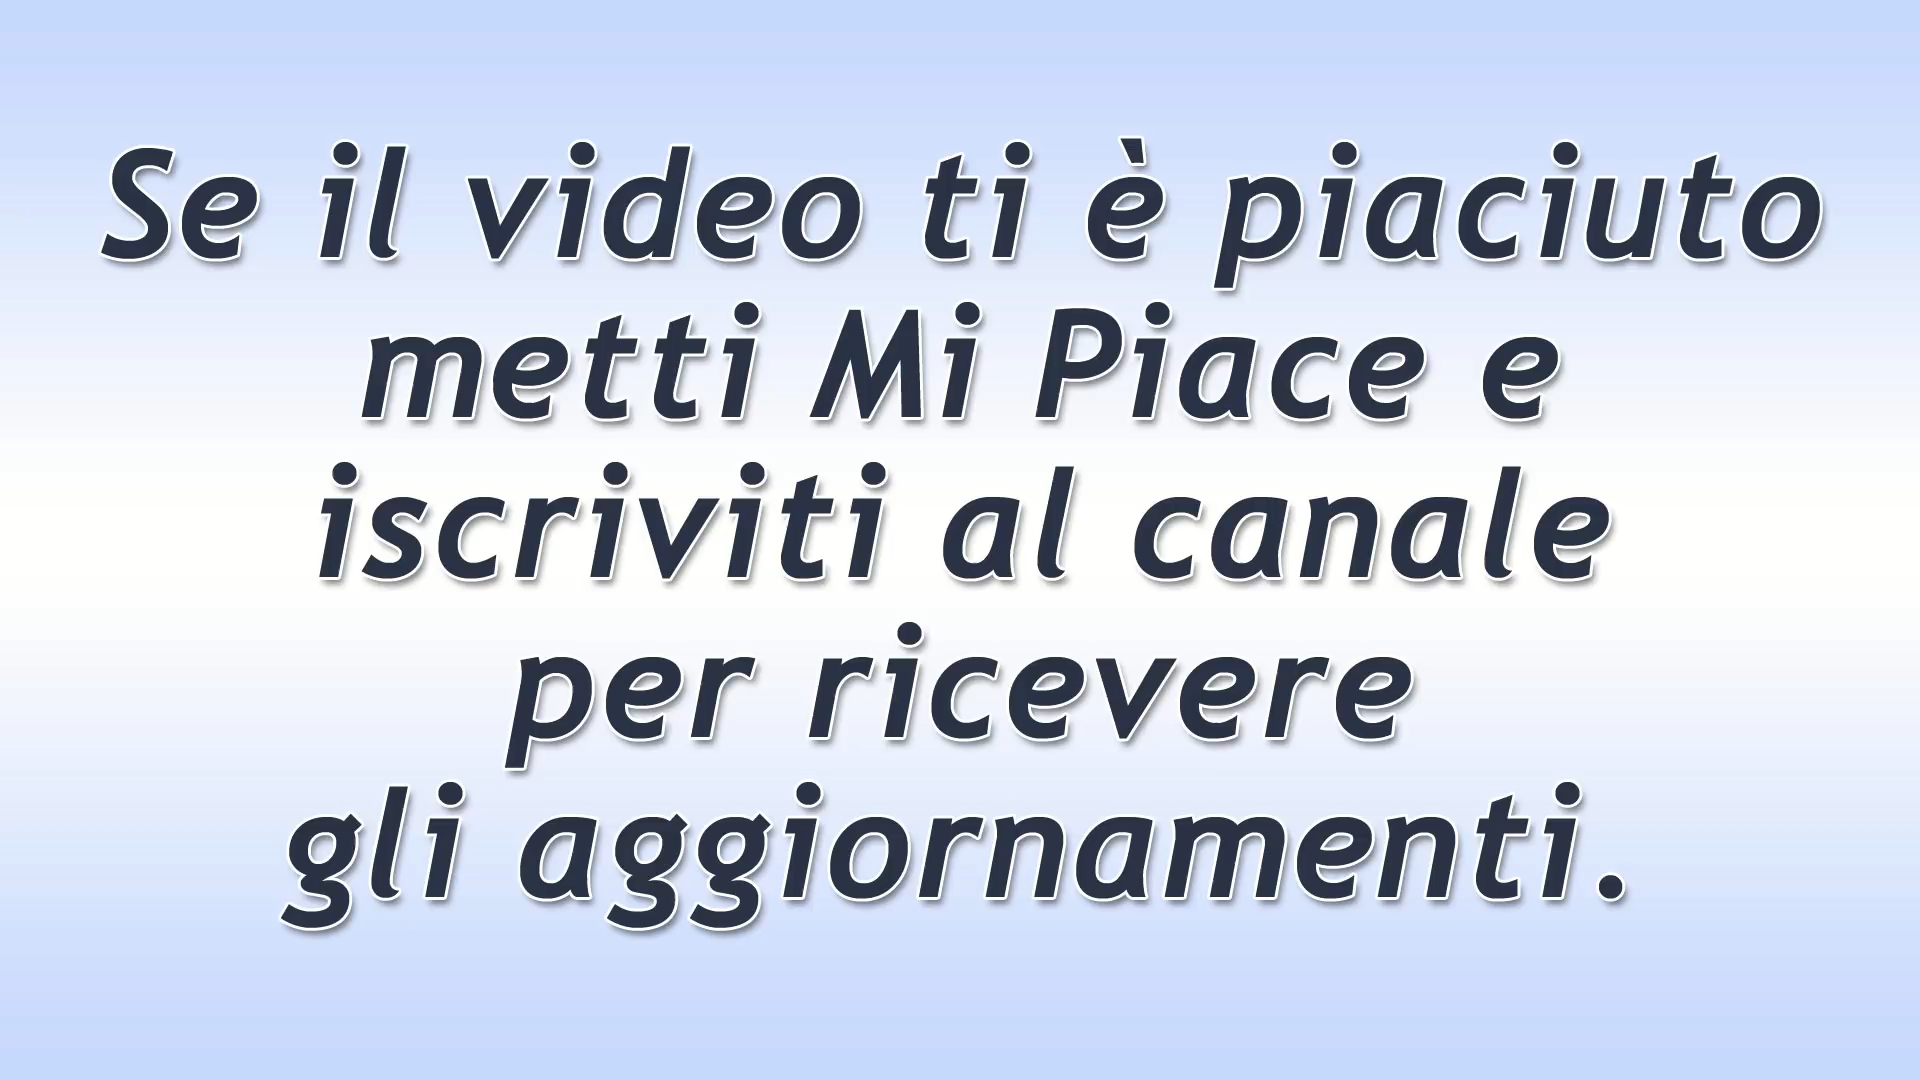 Se il video ti è piaciuto
metti Mi Piace e
iscriviti al canale
per ricevere
gli aggiornamenti.